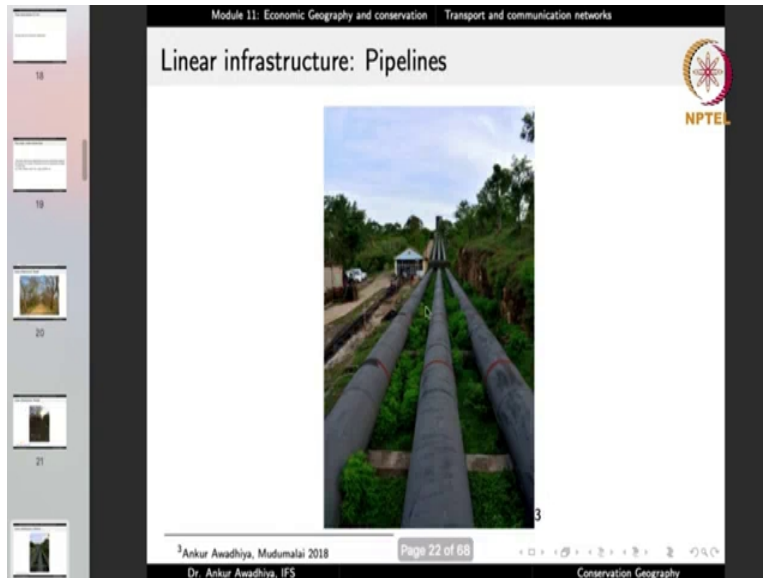 Module 11: Economic Geography and conservation Transport and communication networks
Linear infrastructure: Pipelines
NPTEL
18
19
20
21
3
3Ankur Awadhiya, Mudumalai 2018
Page 22 of 68
Dr. Ankur Awadhiya, IFS Conservation Geography